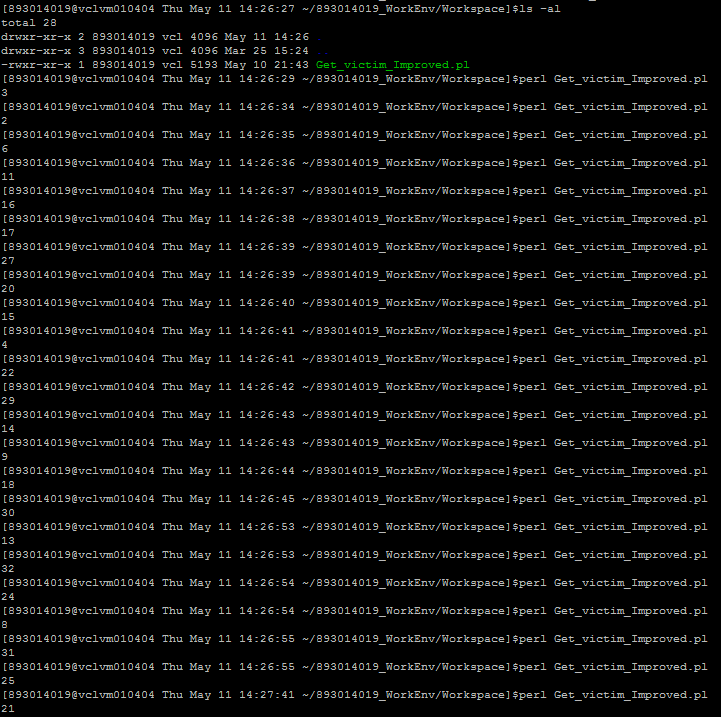 [893014019@vclvm010404 Thu May 11 14:26:27 ~/893014019_WorkEnv/Workspace]$ls -al
total 28
drwxr-xr-x 2 893014019 vcl 4096 May 11 14:26
drwxr-xr-x 3 893014019 vcl 4096 Mar 25 15:24
-rwxr-xr-x 1 893014019 vcl 5193 May 10 21:43 Get_victim_Improved.pl
[893014019@vclvm010404 Thu May 11 14:26:29 ~/893014019_WorkEnv/Workspace]$perl Get_victim_Improved.pl
3
[893014019@vclvm010404 Thu May 11 14:26:34 ~/893014019_WorkEnv/Workspace]$perl Get_victim_Improved.pl
2
[893014019@vclvm010404 Thu May 11 14:26:35 ~/893014019_WorkEnv/Workspace]$perl Get_victim_Improved.pl
6
[893014019@vclvm010404 Thu May 11 14:26:36 ~/893014019_WorkEnv/Workspace]$perl Get_victim_Improved.pl
11
[893014019@vclvm010404 Thu May 11 14:26:37 ~/893014019_WorkEnv/Workspace]$perl Get_victim_Improved.pl
16
[893014019@vclvm010404 Thu May 11 14:26:38 ~/893014019_WorkEnv/Workspace]$perl Get_victim_Improved.pl
17
[893014019@vclvm010404 Thu May 11 14:26:39 ~/893014019_WorkEnv/Workspace]$perl Get_victim_Improved.pl
27
[893014019@vclvm010404 Thu May 11 14:26:39 ~/893014019_WorkEnv/Workspace]$perl Get_victim_Improved.pl
20
[893014019@vclvm010404 Thu May 11 14:26:40 ~/893014019_WorkEnv/Workspace]$perl Get_victim_Improved.pl
15
[893014019@vclvm010404 Thu May 11 14:26:41 ~/893014019_WorkEnv/Workspace]$perl Get_victim_Improved.pl
4
[893014019@vclvm010404 Thu May 11 14:26:41 ~/893014019_WorkEnv/Workspace]$perl Get_victim_Improved.pl
22
[893014019@vclvm010404 Thu May 11 14:26:42 ~/893014019_WorkEnv/Workspace]$perl Get_victim_Improved.pl
29
[893014019@vclvm010404 Thu May 11 14:26:43 ~/893014019_WorkEnv/Workspace]$perl Get_victim_Improved.pl
14
[893014019@vclvm010404 Thu May 11 14:26:43 ~/893014019_WorkEnv/Workspace]$perl Get_victim_Improved.pl
9
[893014019@vclvm010404 Thu May 11 14:26:44 ~/893014019_WorkEnv/Workspace]$perl Get_victim_Improved.pl
18
[893014019@vclvm010404 Thu May 11 14:26:45 ~/893014019_WorkEnv/Workspace]$perl Get_victim_Improved.pl
30
[893014019@vclvm010404 Thu May 11 14:26:53 ~/893014019_WorkEnv/Workspace]$perl Get_victim_Improved.pl
13
[893014019@vclvm010404 Thu May 11 14:26:53 ~/893014019_WorkEnv/Workspace]$perl Get_victim_Improved.pl
32
[893014019@vclvm010404 Thu May 11 14:26:54 ~/893014019_WorkEnv/Workspace]$perl Get_victim_Improved.pl
24
[893014019@vclvm010404 Thu May 11 14:26:54 ~/893014019_WorkEnv/Workspace]$perl Get_victim_Improved.pl
8
[893014019@vclvm010404 Thu May 11 14:26:55 ~/893014019_WorkEnv/Workspace]$perl Get_victim_Improved.pl
31
[893014019@vclvm010404 Thu May 11 14:26:55 ~/893014019_WorkEnv/Workspace]$perl Get_victim_Improved.pl
25
[893014019@vclvm010404 Thu May 11 14:27:41 ~/893014019_WorkEnv/Workspace]$perl Get_victim_Improved.pl
21